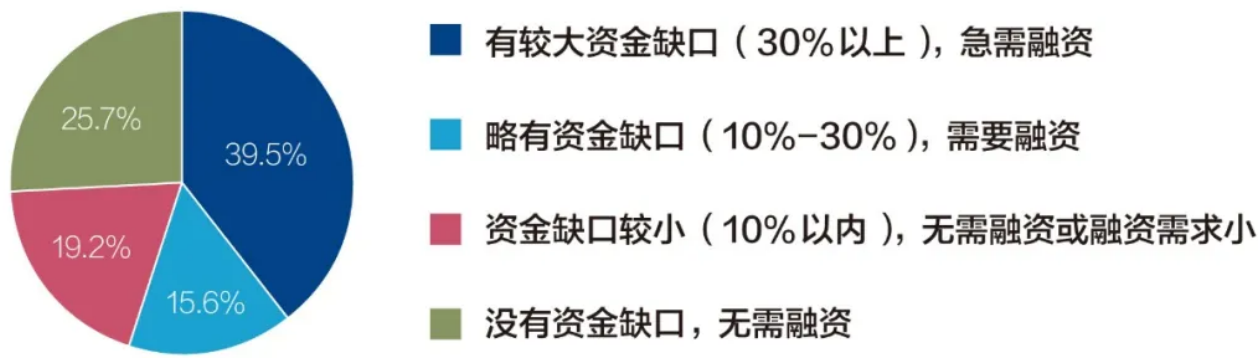 25.7%
39.5%
19.2%
15.6%
有较大资金缺口（30%以上），急需融资
略有资金缺口（10%-30%），需要融资
资金缺口较小（10%以内），无需融资或融资需求小
没有资金缺口，无需融资